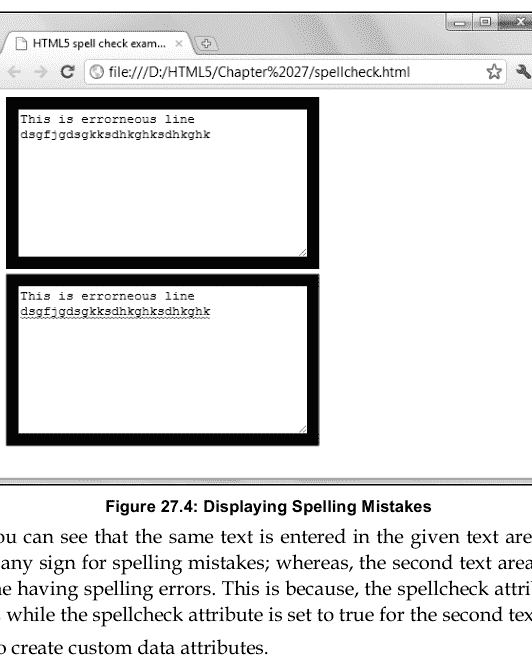 HTML5 spell check exam...
file:///D:/HTML5/Chapter%2027/spellcheck.html
This is errorneous line
dsgfjgdsgkksdhkghksdhkghk
This is errorneous line
dsgfjgdsgkksdhkghksdhkghk
Figure 27.4: Displaying Spelling Mistakes
ou can see that the same text is entered in the given text are
any sign for spelling mistakes; whereas, the second text area
e having spelling errors. This is because, the spellcheck attri
while the spellcheck attribute is set to true for the second tex
o create custom data attributes.